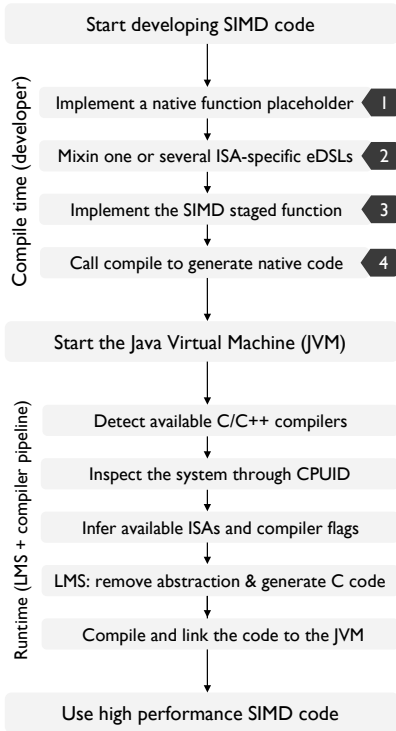 Start developing SIMD code
Compile time (developer)
Implement a native function placeholder 1
Mixin one or several ISA-specific eDSLs 2
Implement the SIMD staged function 3
Call compile to generate native code 4
Start the Java Virtual Machine (JVM)
Runtime (LMS + compiler pipeline)
Detect available C/C++ compilers
Inspect the system through CPUID
Infer available ISAs and compiler flags
LMS: remove abstraction & generate C code
Compile and link the code to the JVM
Use high performance SIMD code